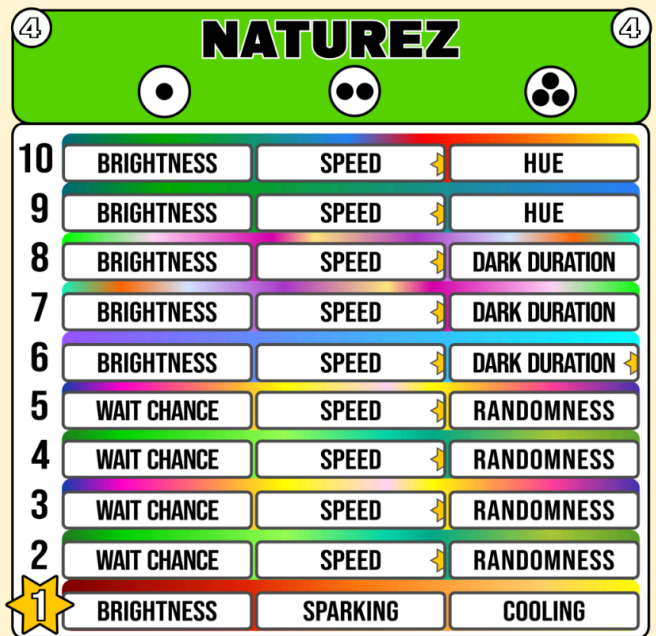 4 NATUREZ 4
10 BRIGHTNESS SPEED HUE
9 BRIGHTNESS SPEED HUE
8 BRIGHTNESS SPEED DARK DURATION
7 BRIGHTNESS SPEED DARK DURATION
6 BRIGHTNESS SPEED DARK DURATION
5 WAIT CHANCE SPEED RANDOMNESS
4 WAIT CHANCE SPEED RANDOMNESS
3 WAIT CHANCE SPEED RANDOMNESS
2 WAIT CHANCE SPEED RANDOMNESS
1 BRIGHTNESS SPARKING COOLING